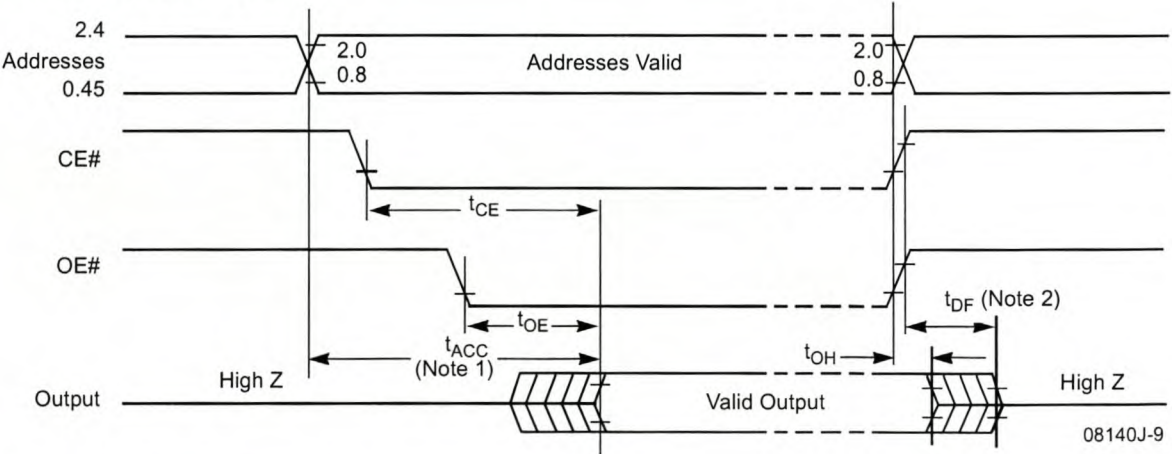 2.4
Addresses
0.45
2.0
0.8
Addresses Valid
2.0
0.8
CE#
tCE
OE#
tOE
tDF (Note 2)
tACC
(Note 1)
tOH
Output
High Z
Valid Output
High Z
08140J-9